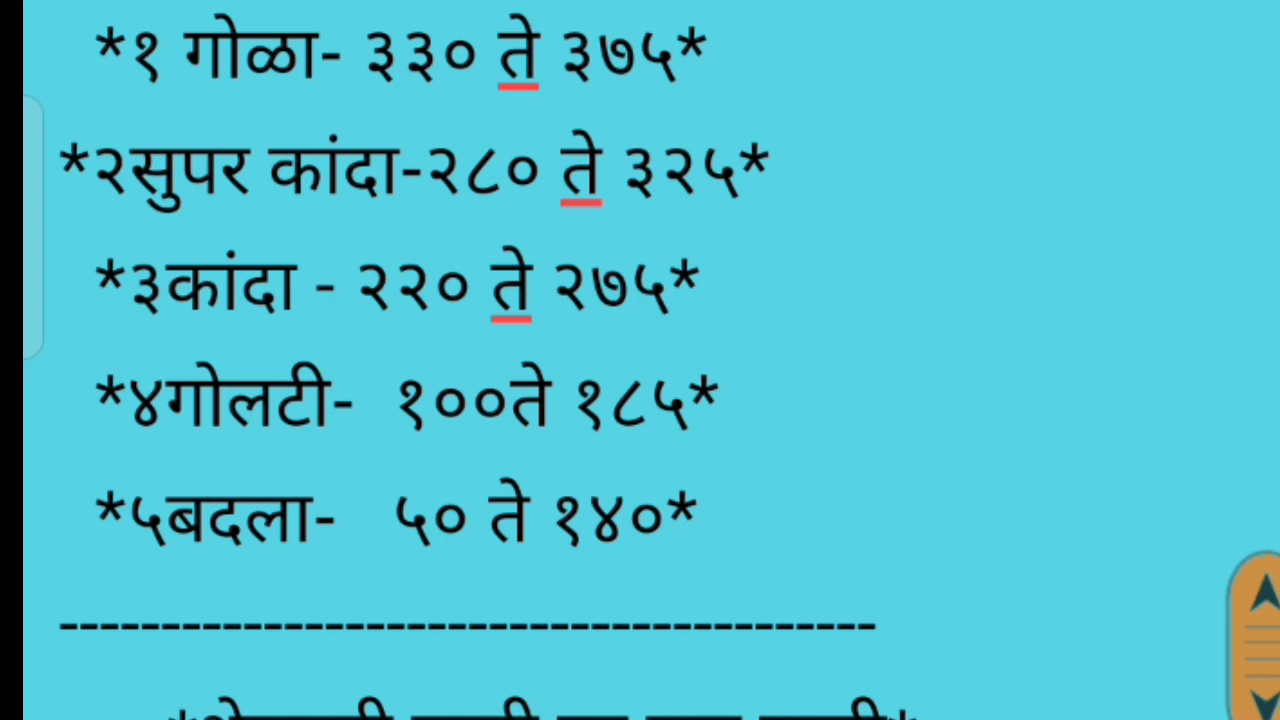 *१ गोळा- ३३० ते ३७५*
*२सुपर कांदा-२८० ते ३२५*
*३कांदा - २२० ते २७५*
*४गोलटी- १००ते १८५*
*५बदला- ५० ते १४०*
----------------------------------------